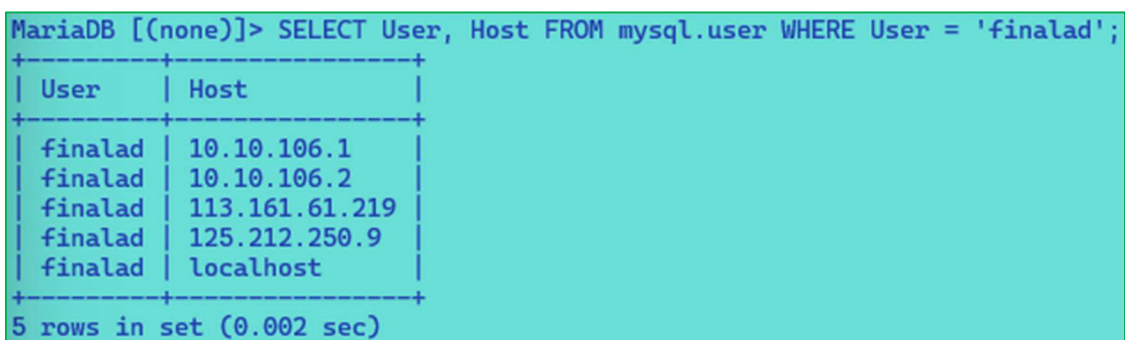 MariaDB [(none)]> SELECT User, Host FROM mysql.user WHERE User = 'finalad';
+---------+----------------+
| User    | Host           |
+---------+----------------+
| finalad | 10.10.106.1    |
| finalad | 10.10.106.2    |
| finalad | 113.161.61.219 |
| finalad | 125.212.250.9  |
| finalad | localhost      |
+---------+----------------+
5 rows in set (0.002 sec)